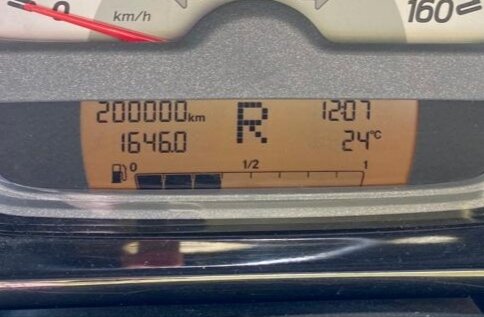 0 km/h 160
200000km R 12:07
1646.0 24°C
0 1/2 1